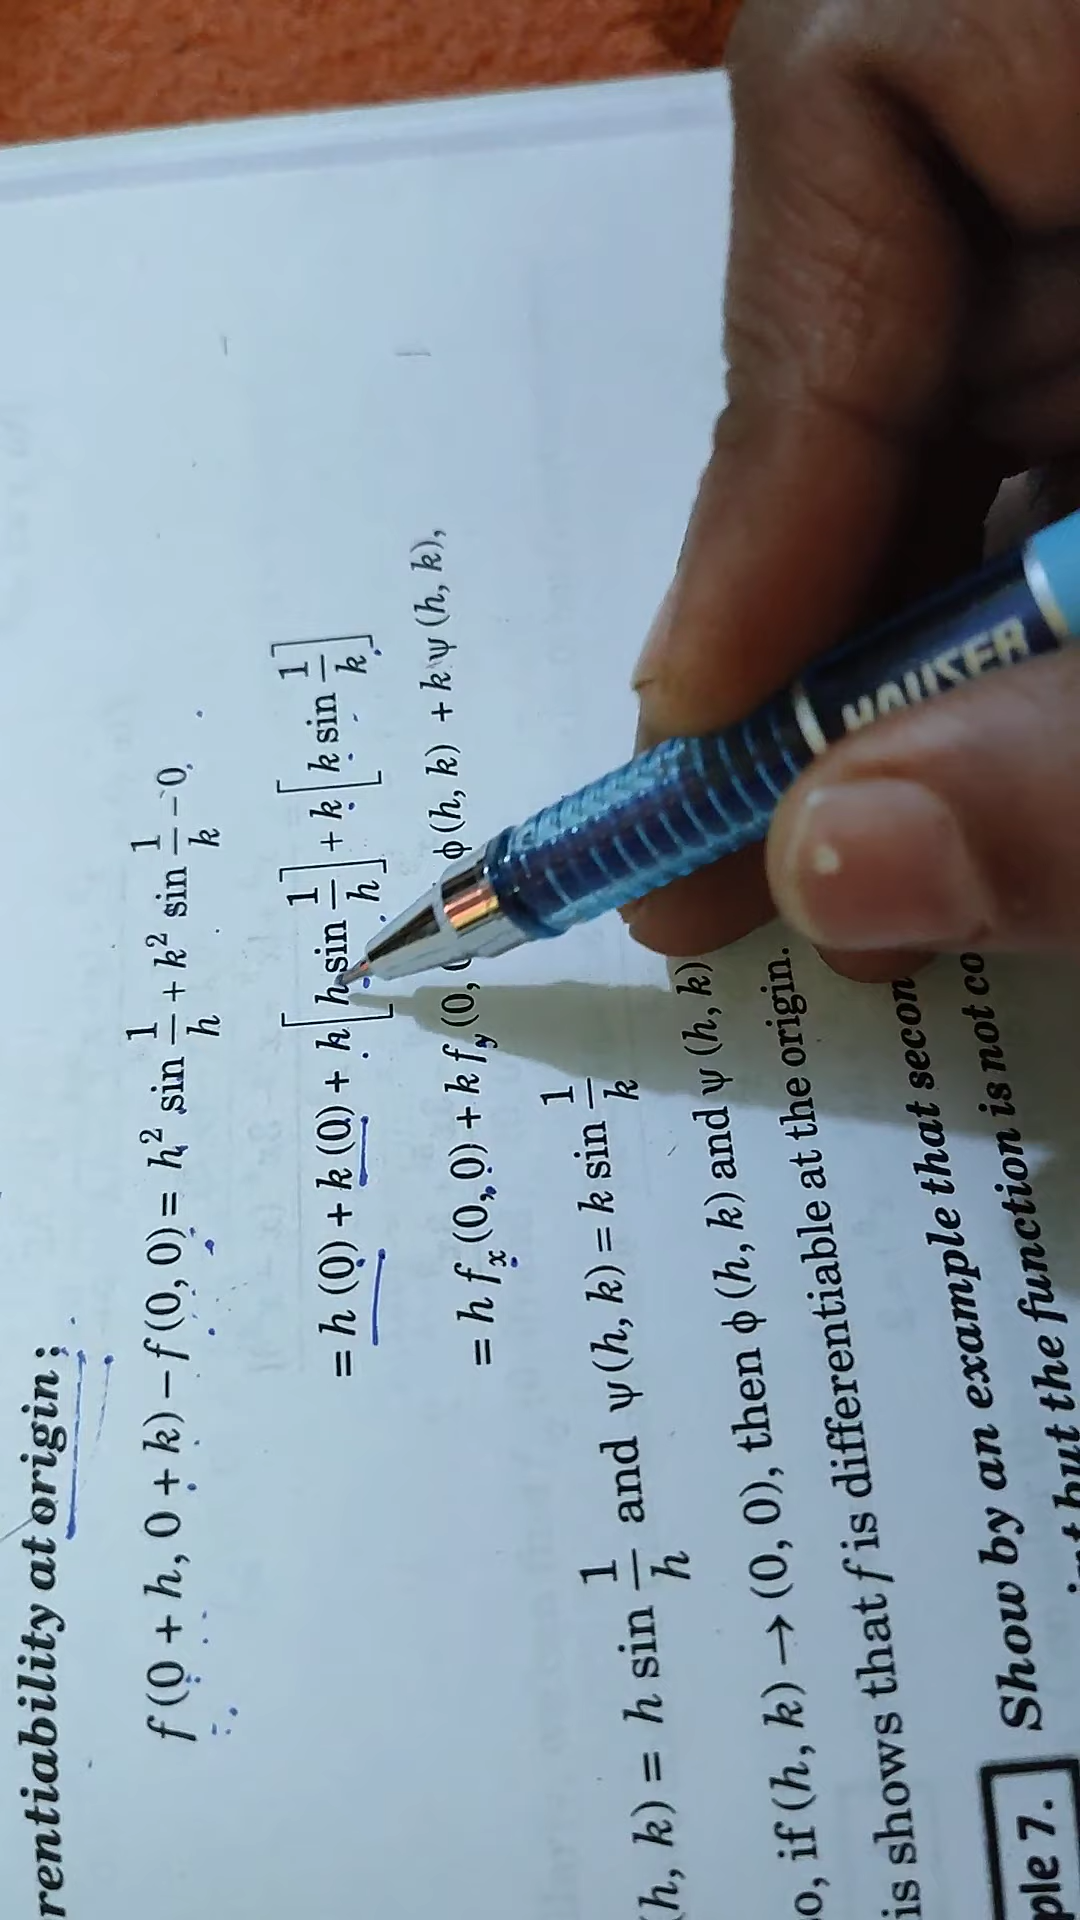 rentiability at origin :
f (0 + h, 0 + k) − f (0, 0) = h² sin 1/h + k² sin 1/k − 0,
= h (0) + k (0) + h [h sin 1/h] + k [k sin 1/k]
= h fx (0, 0) + k fy (0, ϕ (h, k) + k ψ (h, k),
(h, k) = h sin 1/h and ψ (h, k) = k sin 1/k
o, if (h, k) → (0, 0), then ϕ (h, k) and ψ (h, k)
is shows that f is differentiable at the origin.
ple 7. Show by an example that secon
but the function is not co
HAUSER